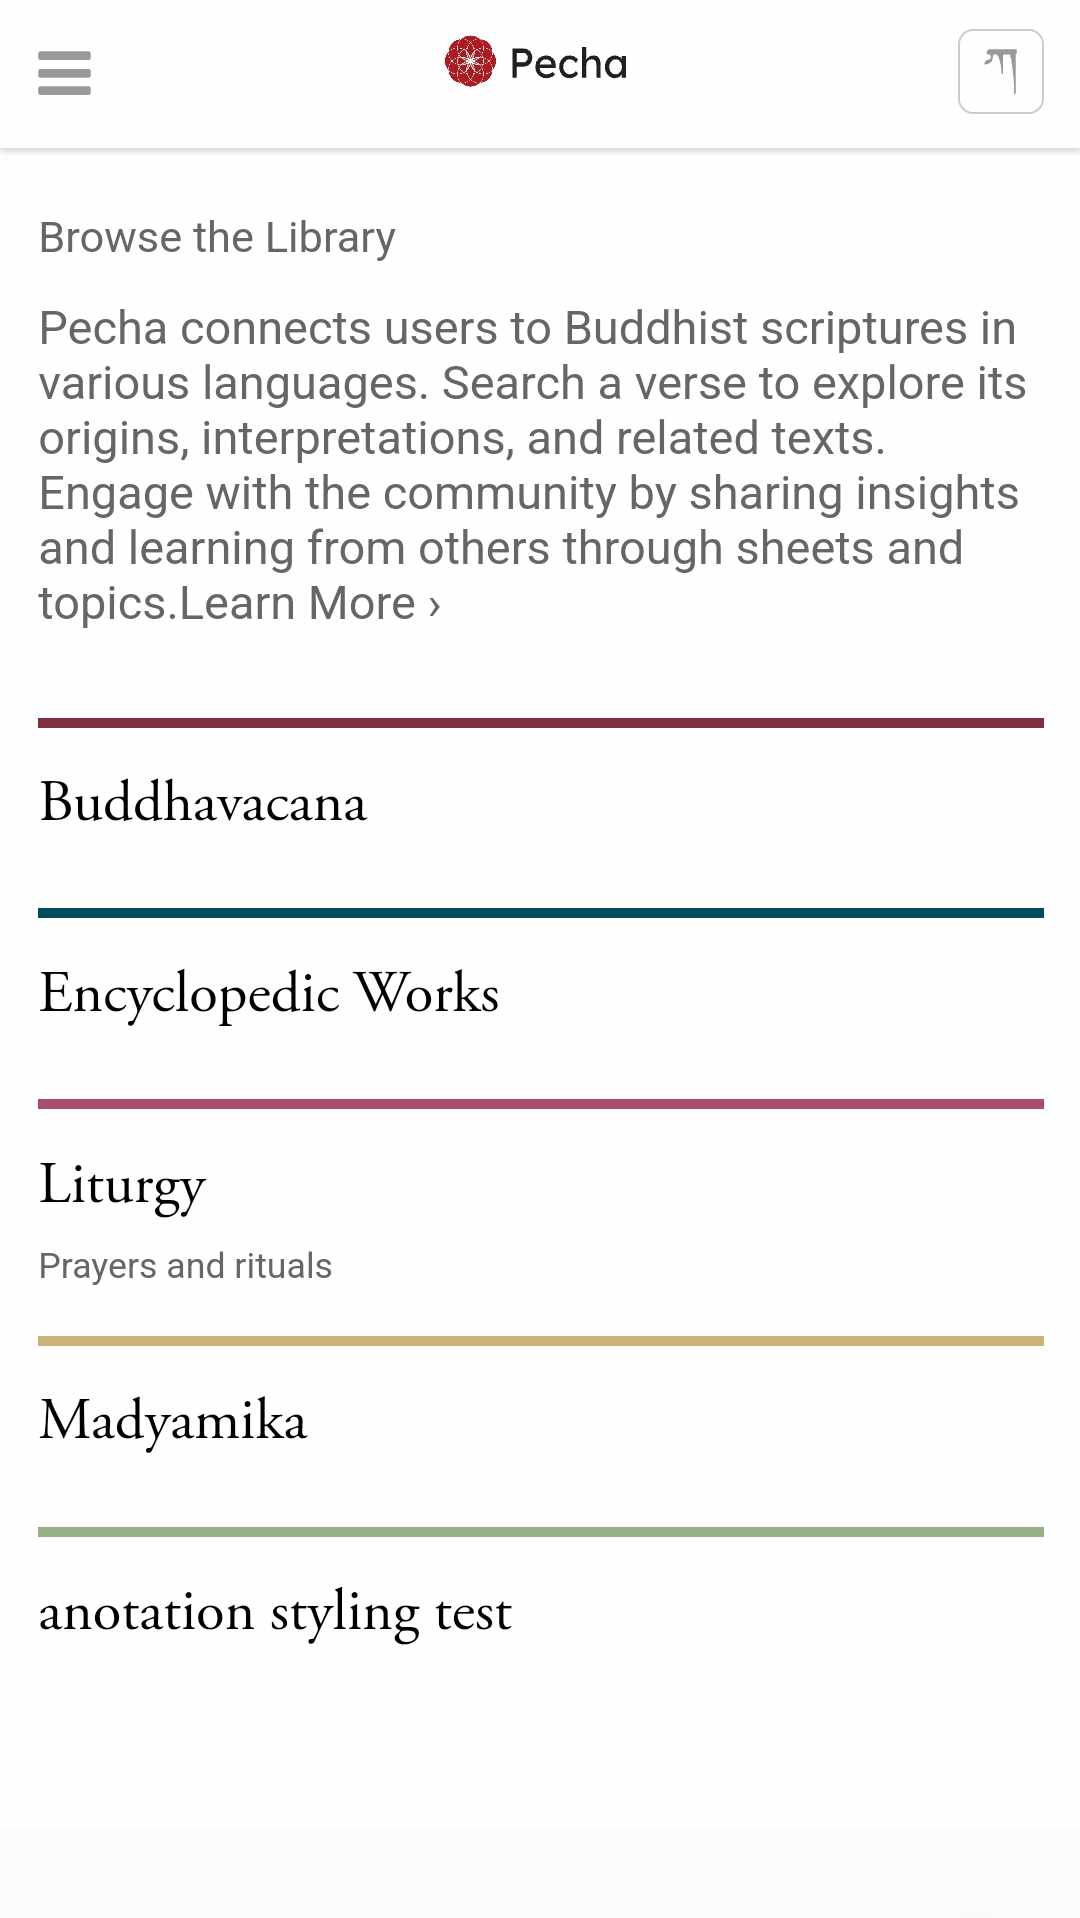 Pecha
ཀ
Browse the Library
Pecha connects users to Buddhist scriptures in
various languages. Search a verse to explore its
origins, interpretations, and related texts.
Engage with the community by sharing insights
and learning from others through sheets and
topics.Learn More ›
Buddhavacana
Encyclopedic Works
Liturgy
Prayers and rituals
Madyamika
anotation styling test